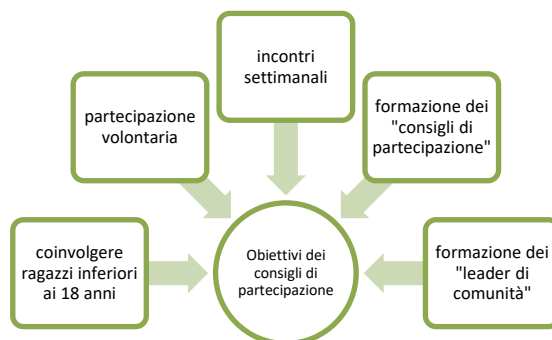 incontri
settimanali
partecipazione
volontaria
formazione dei
"consigli di
partecipazione"
coinvolgere
ragazzi inferiori
ai 18 anni
Obiettivi dei
consigli di
partecipazione
formazione dei
"leader di
comunità"